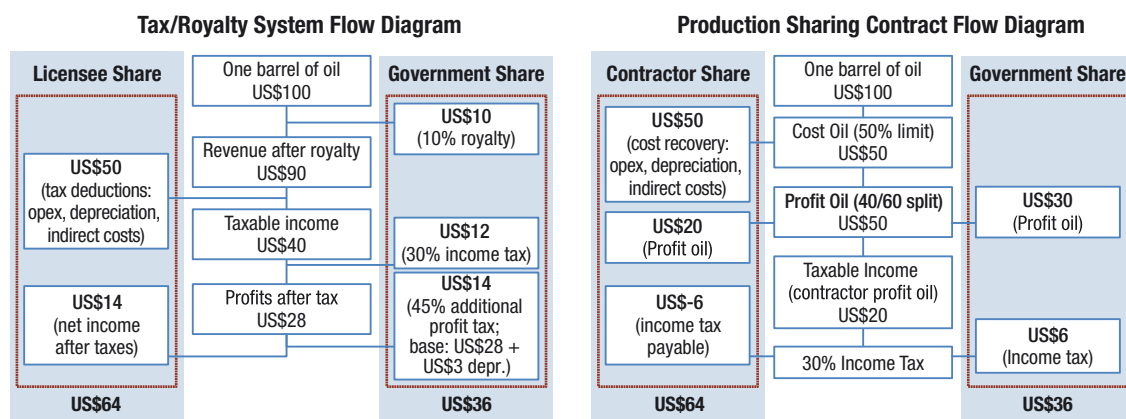 Tax/Royalty System Flow Diagram
Licensee Share
One barrel of oil
US$100
Government Share
US$10
(10% royalty)
Revenue after royalty
US$90
US$50
(tax deductions:
opex, depreciation,
indirect costs)
Taxable income
US$40
US$12
(30% income tax)
Profits after tax
US$28
US$14
(45% additional
profit tax;
base: US$28 +
US$3 depr.)
US$14
(net income
after taxes)
US$64
US$36
Production Sharing Contract Flow Diagram
Contractor Share
One barrel of oil
US$100
Government Share
US$50
(cost recovery:
opex, depreciation,
indirect costs)
Cost Oil (50% limit)
US$50
Profit Oil (40/60 split)
US$50
US$30
(Profit oil)
US$20
(Profit oil)
Taxable Income
(contractor profit oil)
US$20
US$-6
(income tax
payable)
30% Income Tax
US$6
(Income tax)
US$64
US$36